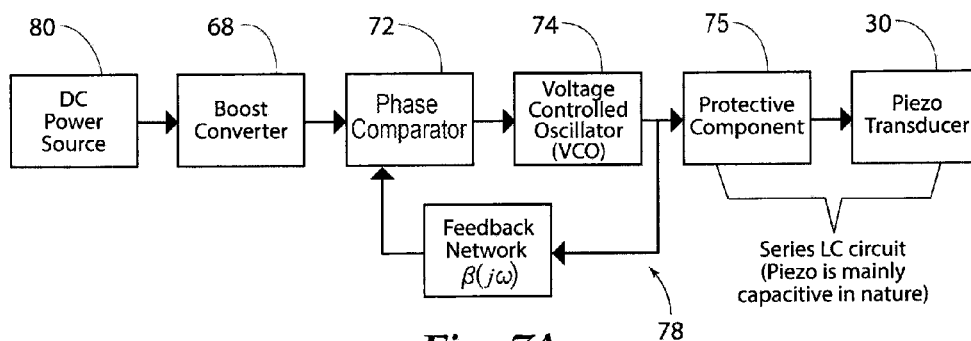 80
68
72
74
75
30
DC
Power
Source
Boost
Converter
Phase
Comparator
Voltage
Controlled
Oscillator
(VCO)
Protective
Component
Piezo
Transducer
Feedback
Network
β(jω)
Series LC circuit
(Piezo is mainly
capacitive in nature)
78